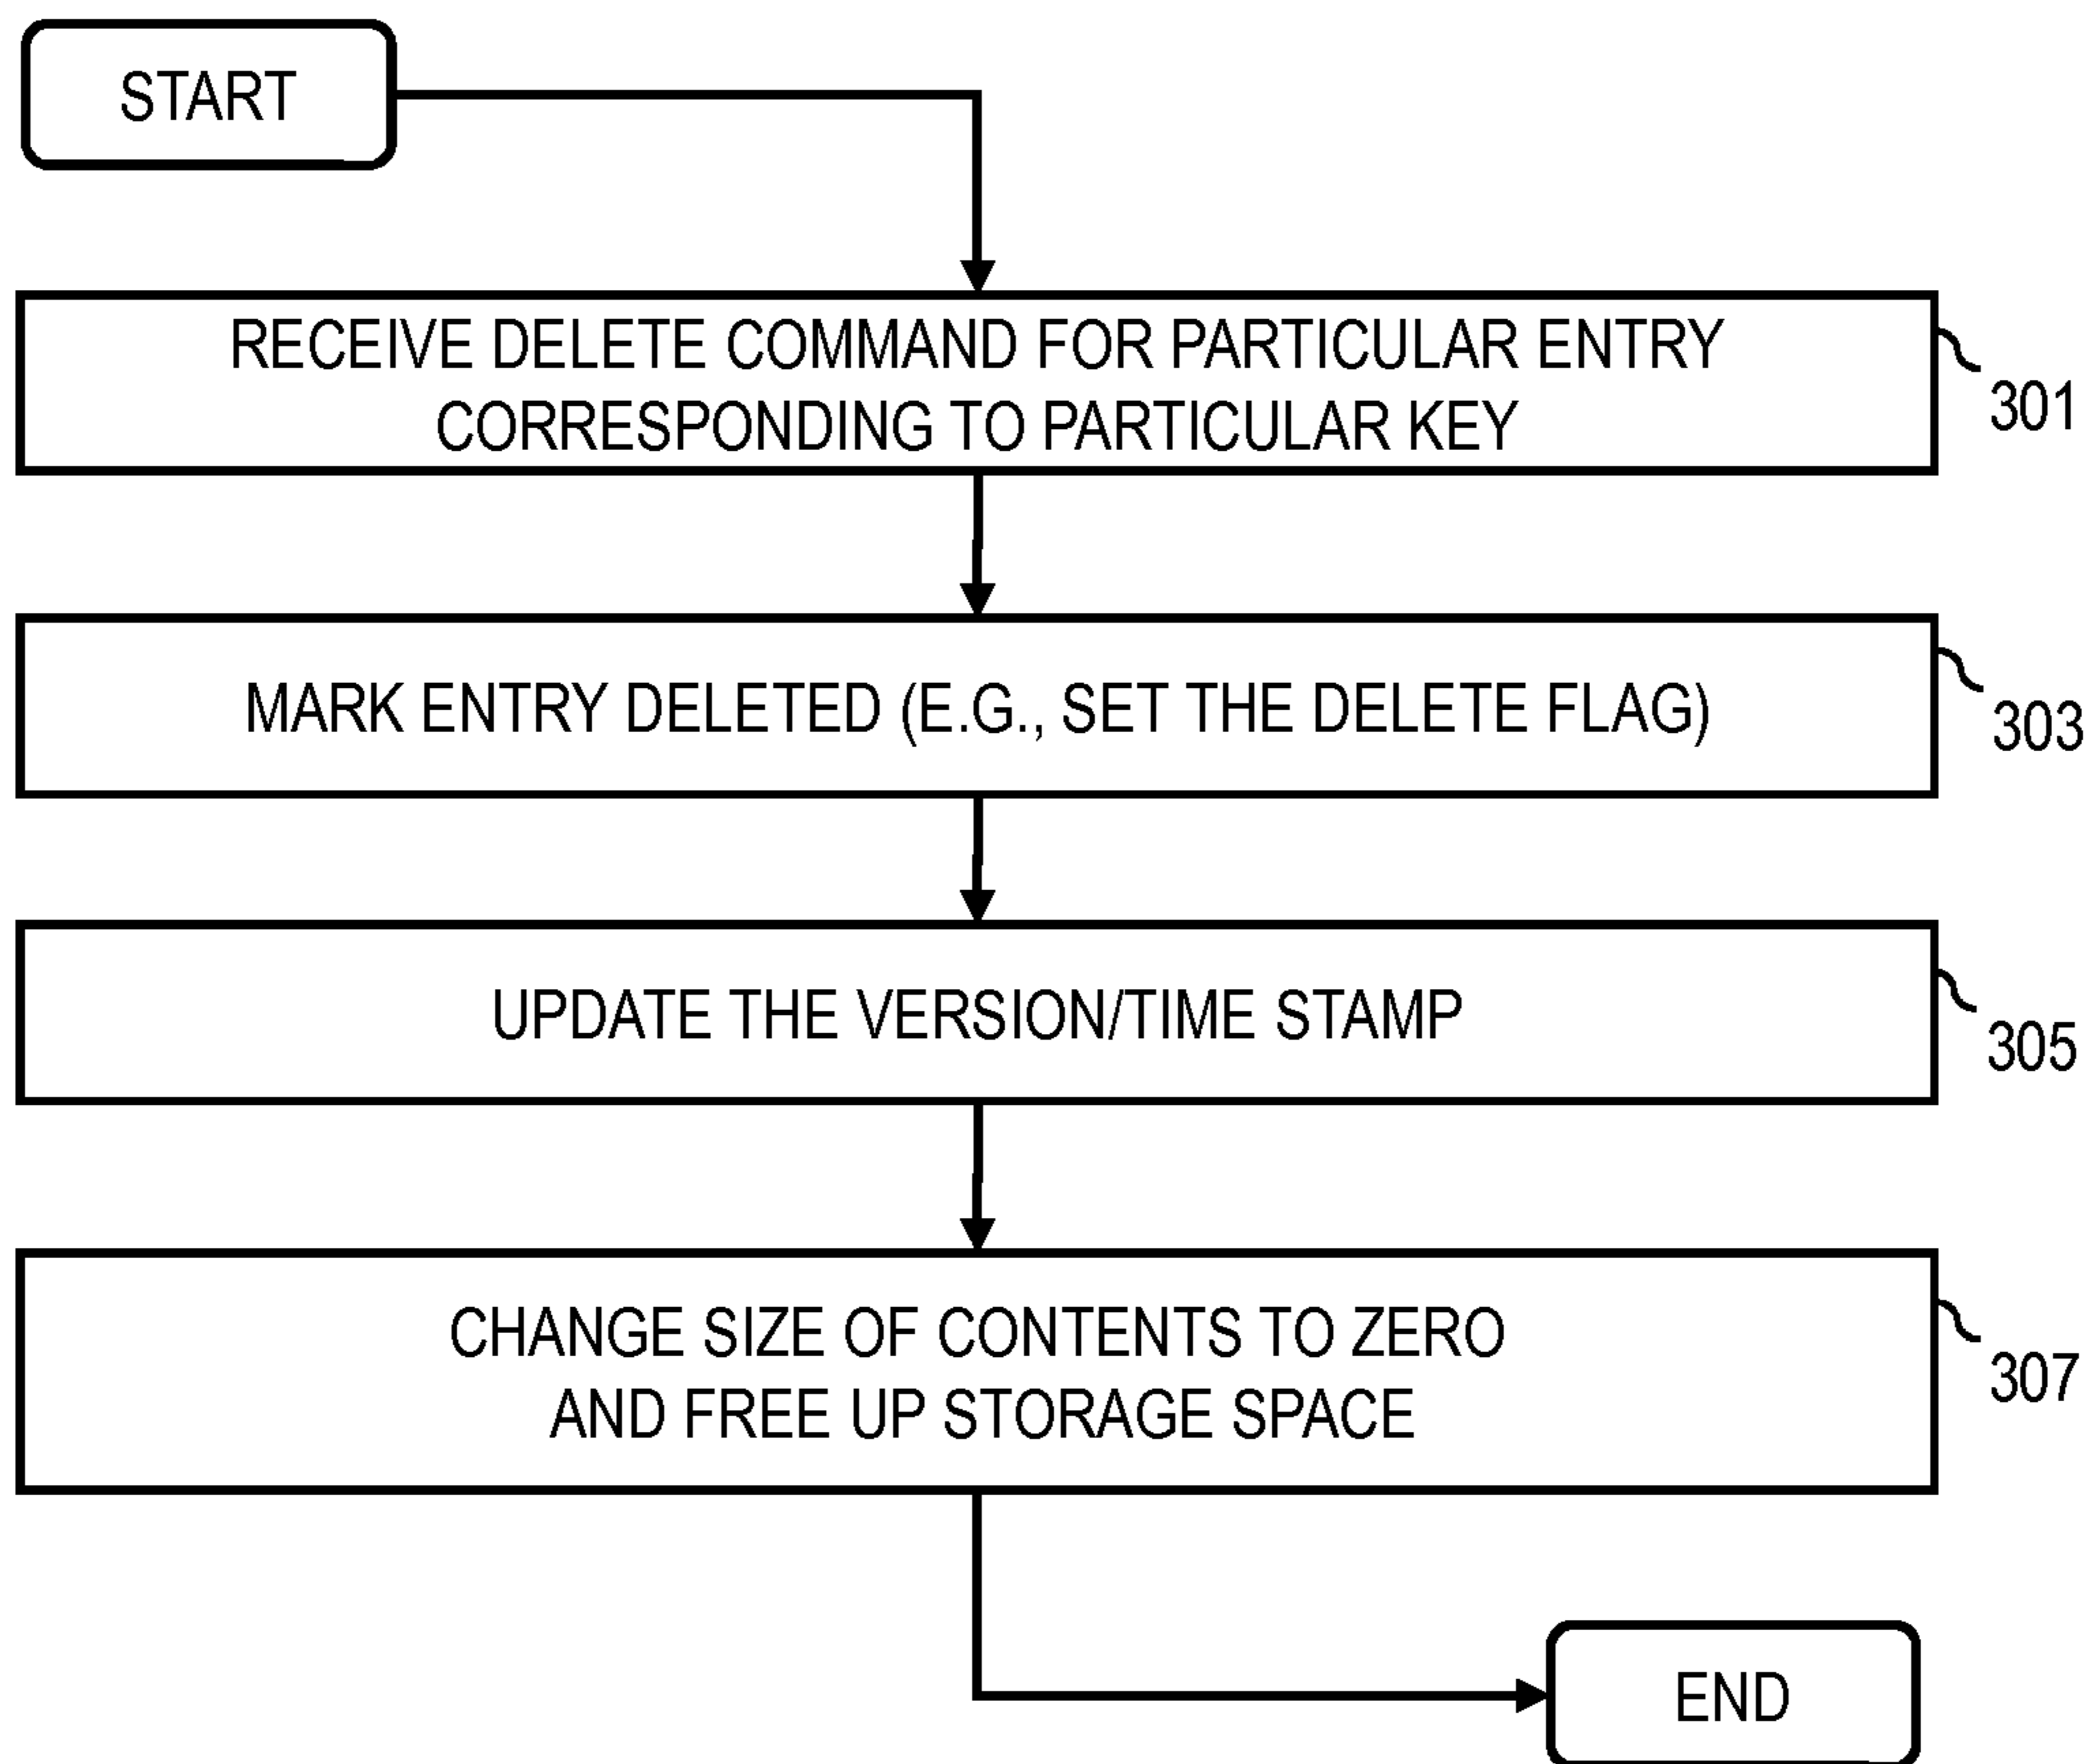 START
RECEIVE DELETE COMMAND FOR PARTICULAR ENTRY
CORRESPONDING TO PARTICULAR KEY
301
MARK ENTRY DELETED (E.G., SET THE DELETE FLAG)
303
UPDATE THE VERSION/TIME STAMP
305
CHANGE SIZE OF CONTENTS TO ZERO
AND FREE UP STORAGE SPACE
307
END